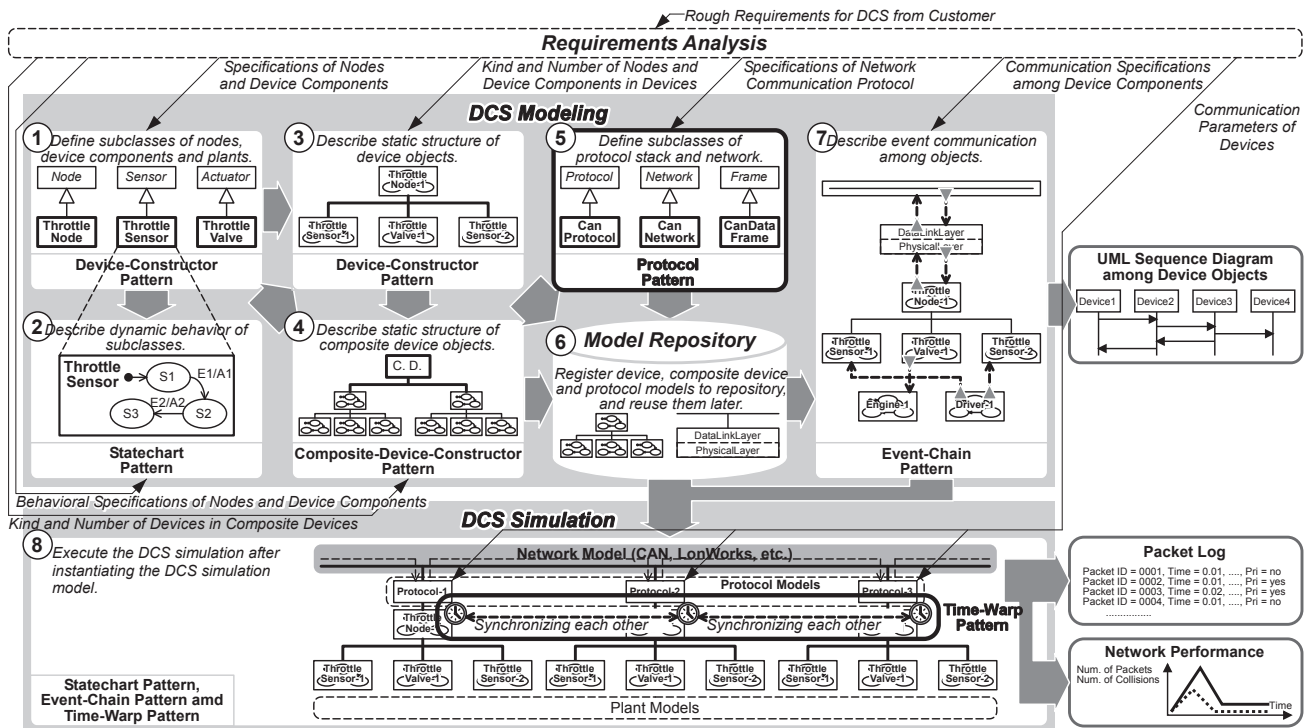 Rough Requirements for DCS from Customer
Requirements Analysis
Specifications of Nodes
and Device Components
Kind and Number of Nodes and
Device Components in Devices
Specifications of Network
Communication Protocol
Communication Specifications
among Device Components
Communication
Parameters of
Devices
DCS Modeling
1
Define subclasses of nodes,
device components and plants.
Node
Sensor
Actuator
Throttle
Node
Throttle
Sensor
Throttle
Valve
Device-Constructor
Pattern
3
Describe static structure of
device objects.
Throttle
Node-1
Throttle
Sensor-1
Throttle
Valve-1
Throttle
Sensor-2
Device-Constructor
Pattern
5
Define subclasses of
protocol stack and network.
Protocol
Network
Frame
Can
Protocol
Can
Network
CanData
Frame
Protocol
Pattern
7
Describe event communication
among objects.
DataLinkLayer
PhysicalLayer
Throttle
Node-1
Throttle
Sensor-1
Throttle
Valve-1
Throttle
Sensor-2
Engine-1
Driver-1
Event-Chain
Pattern
UML Sequence Diagram
among Device Objects
Device1
Device2
Device3
Device4
2
Describe dynamic behavior of
subclasses.
Throttle
Sensor
S1
E1/A1
S3
E2/A2
S2
Statechart
Pattern
4
Describe static structure of
composite device objects.
C. D.
Composite-Device-Constructor
Pattern
6
Model Repository
Register device, composite device
and protocol models to repository,
and reuse them later.
DataLinkLayer
PhysicalLayer
Behavioral Specifications of Nodes and Device Components
Kind and Number of Devices in Composite Devices
DCS Simulation
8
Execute the DCS simulation after
instantiating the DCS simulation
model.
Network Model (CAN, LonWorks, etc.)
Protocol Models
Protocol-1
Protocol-2
Protocol-3
Throttle
Node-
Synchronizing each other
Synchronizing each other
Time-Warp
Pattern
Throttle
Sensor-1
Throttle
Valve-1
Throttle
Sensor-2
Throttle
Sensor-1
Throttle
Valve-1
Throttle
Sensor-2
Throttle
Sensor-1
Throttle
Valve-1
Throttle
Sensor-2
Plant Models
Statechart Pattern,
Event-Chain Pattern amd
Time-Warp Pattern
Packet Log
Packet ID = 0001, Time = 0.01, ...., Pri = no
Packet ID = 0002, Time = 0.01, ...., Pri = yes
Packet ID = 0003, Time = 0.02, ...., Pri = yes
Packet ID = 0004, Time = 0.01, ...., Pri = no
................
Network Performance
Num. of Packets
Num. of Collisions
Time